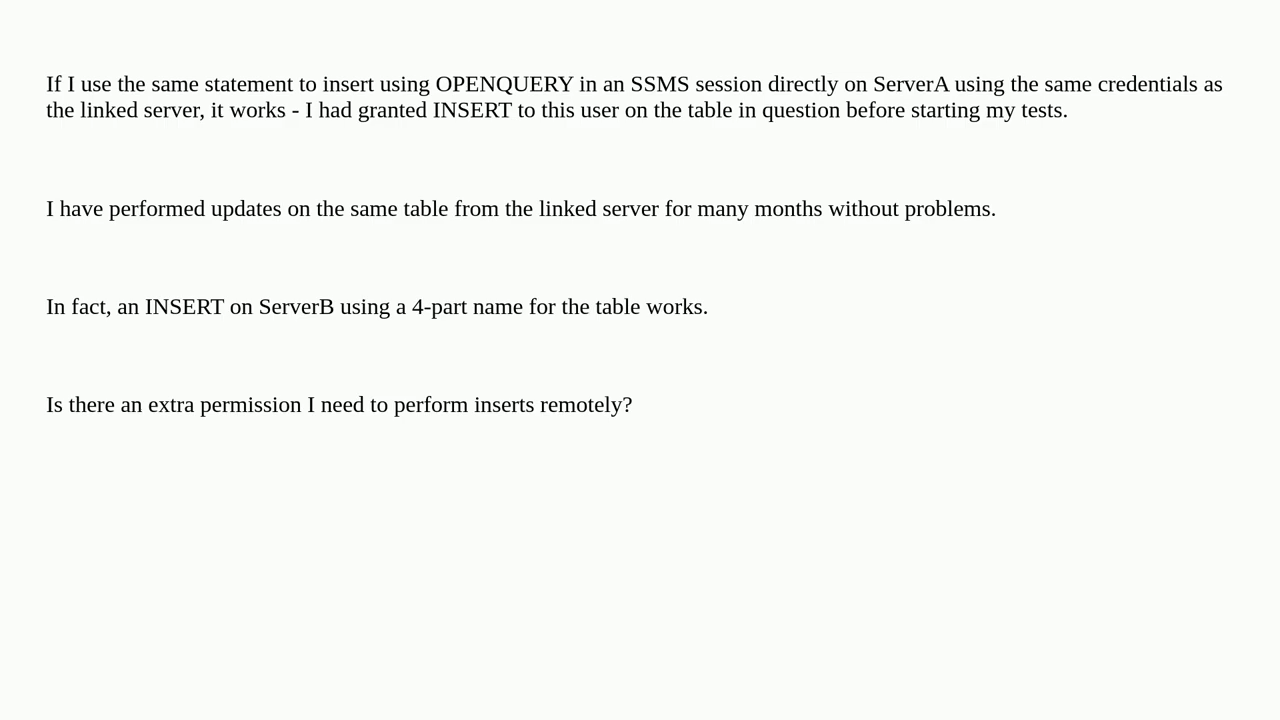 If I use the same statement to insert using OPENQUERY in an SSMS session directly on ServerA using the same credentials as
the linked server, it works - I had granted INSERT to this user on the table in question before starting my tests.
I have performed updates on the same table from the linked server for many months without problems.
In fact, an INSERT on ServerB using a 4-part name for the table works.
Is there an extra permission I need to perform inserts remotely?